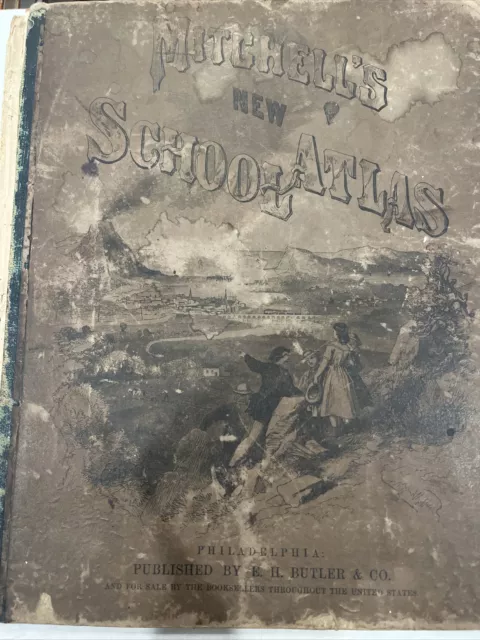 MITCHELL'S
NEW
SCHOOL ATLAS
PHILADELPHIA:
PUBLISHED BY E. H. BUTLER & CO.
AND FOR SALE BY THE BOOKSELLERS THROUGHOUT THE UNITED STATES